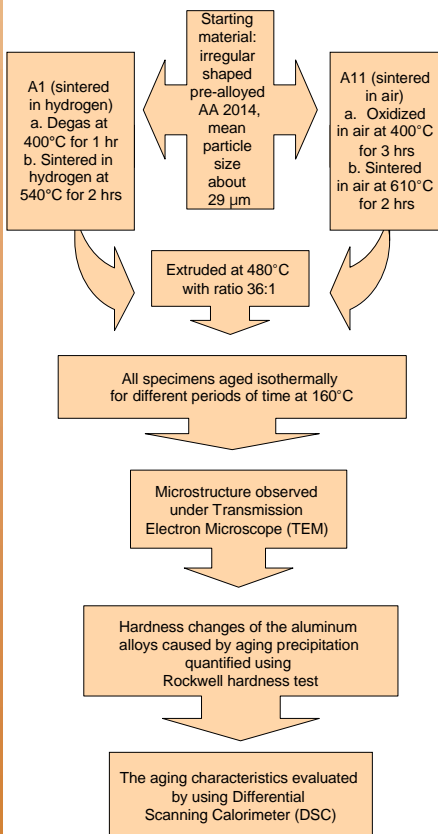 Starting
material:
irregular
shaped
pre-alloyed
AA 2014,
mean
particle
size
about
29 µm
A1 (sintered
in hydrogen)
a. Degas at
400°C for 1 hr
b. Sintered in
hydrogen at
540°C for 2 hrs
A11 (sintered
in air)
a. Oxidized
in air at 400°C
for 3 hrs
b. Sintered
in air at 610°C
for 2 hrs
Extruded at 480°C
with ratio 36:1
All specimens aged isothermally
for different periods of time at 160°C
Microstructure observed
under Transmission
Electron Microscope (TEM)
Hardness changes of the aluminum
alloys caused by aging precipitation
quantified using
Rockwell hardness test
The aging characteristics evaluated
by using Differential
Scanning Calorimeter (DSC)